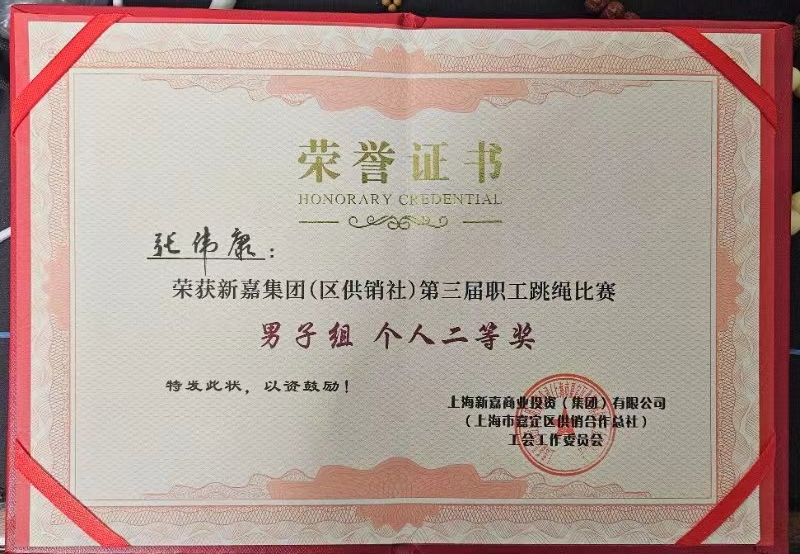 荣誉证书
HONORARY CREDENTIAL
张伟康：
荣获新嘉集团(区供销社)第三届职工跳绳比赛
男子组 个人二等奖
特发此状，以资鼓励！
上海新嘉商业投资（集团）有限公司
（上海市嘉定区供销合作总社）
工会工作委员会